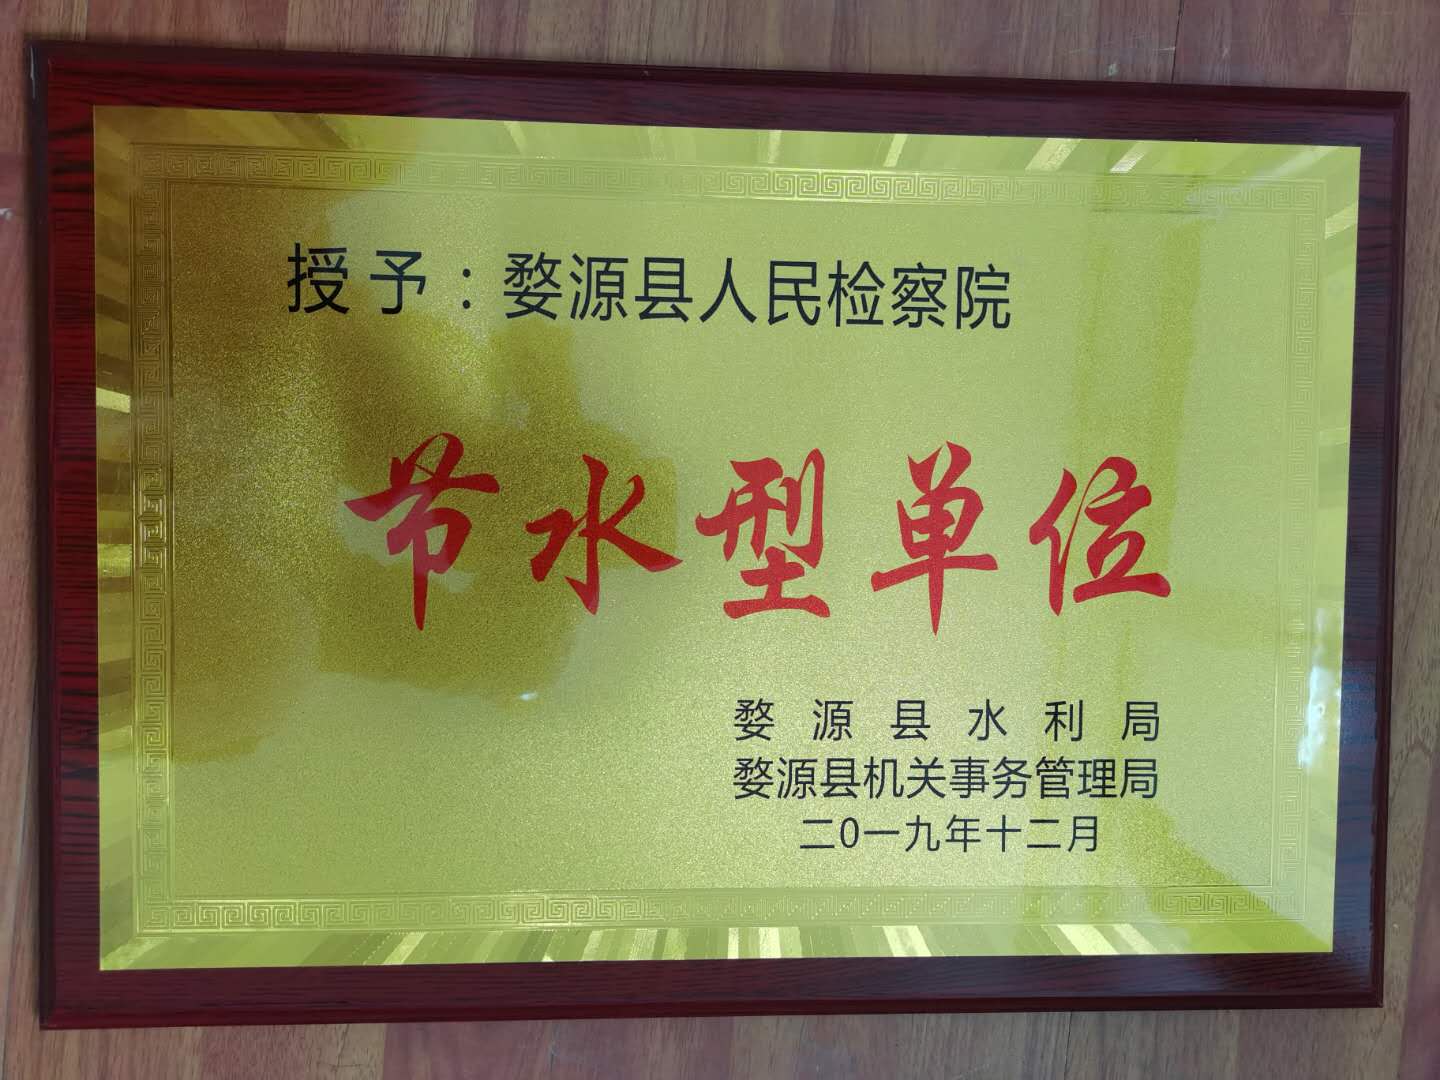 授予：婺源县人民检察院
节水型单位
婺源县水利局
婺源县机关事务管理局
二0一九年十二月